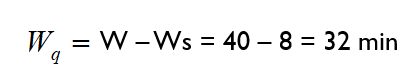 Wq = W – Ws = 40 – 8 = 32 min